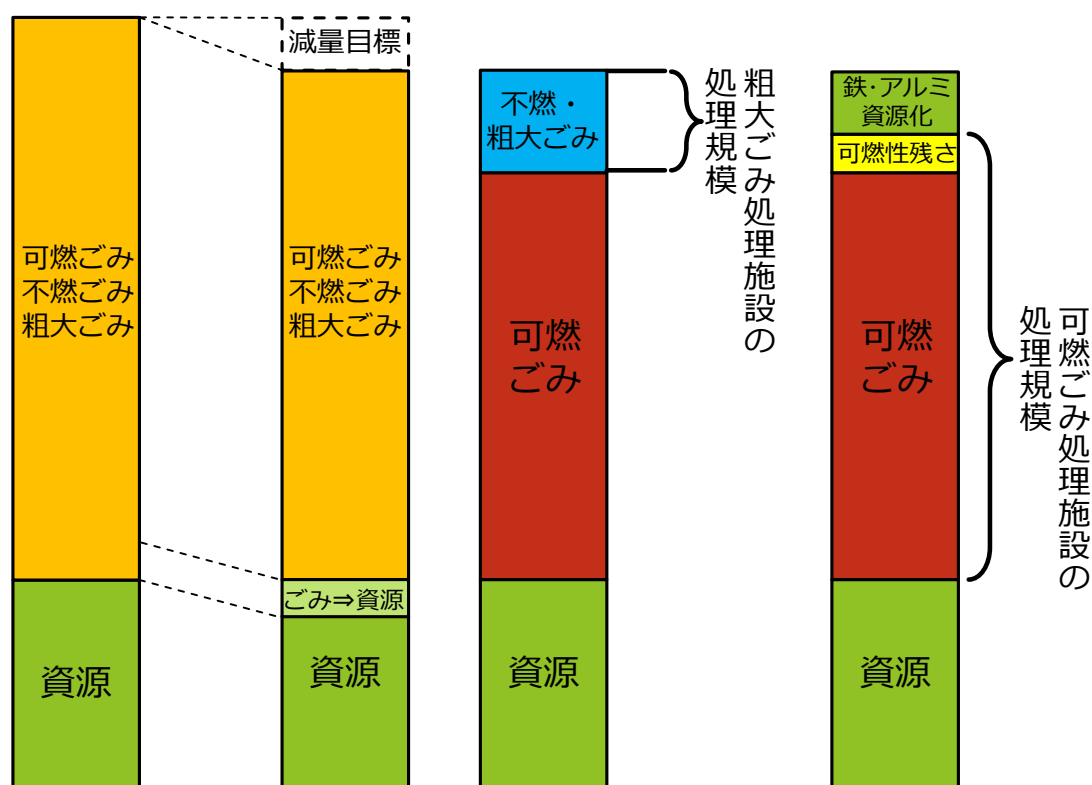 可燃ごみ
不燃ごみ
粗大ごみ
資源
減量目標
可燃ごみ
不燃ごみ
粗大ごみ
ごみ⇒資源
資源
不燃・
粗大ごみ
可燃
ごみ
資源
粗大ごみ処理施設の
処理規模
鉄・アルミ
資源化
可燃性残さ
可燃
ごみ
資源
可燃ごみ処理施設の
処理規模